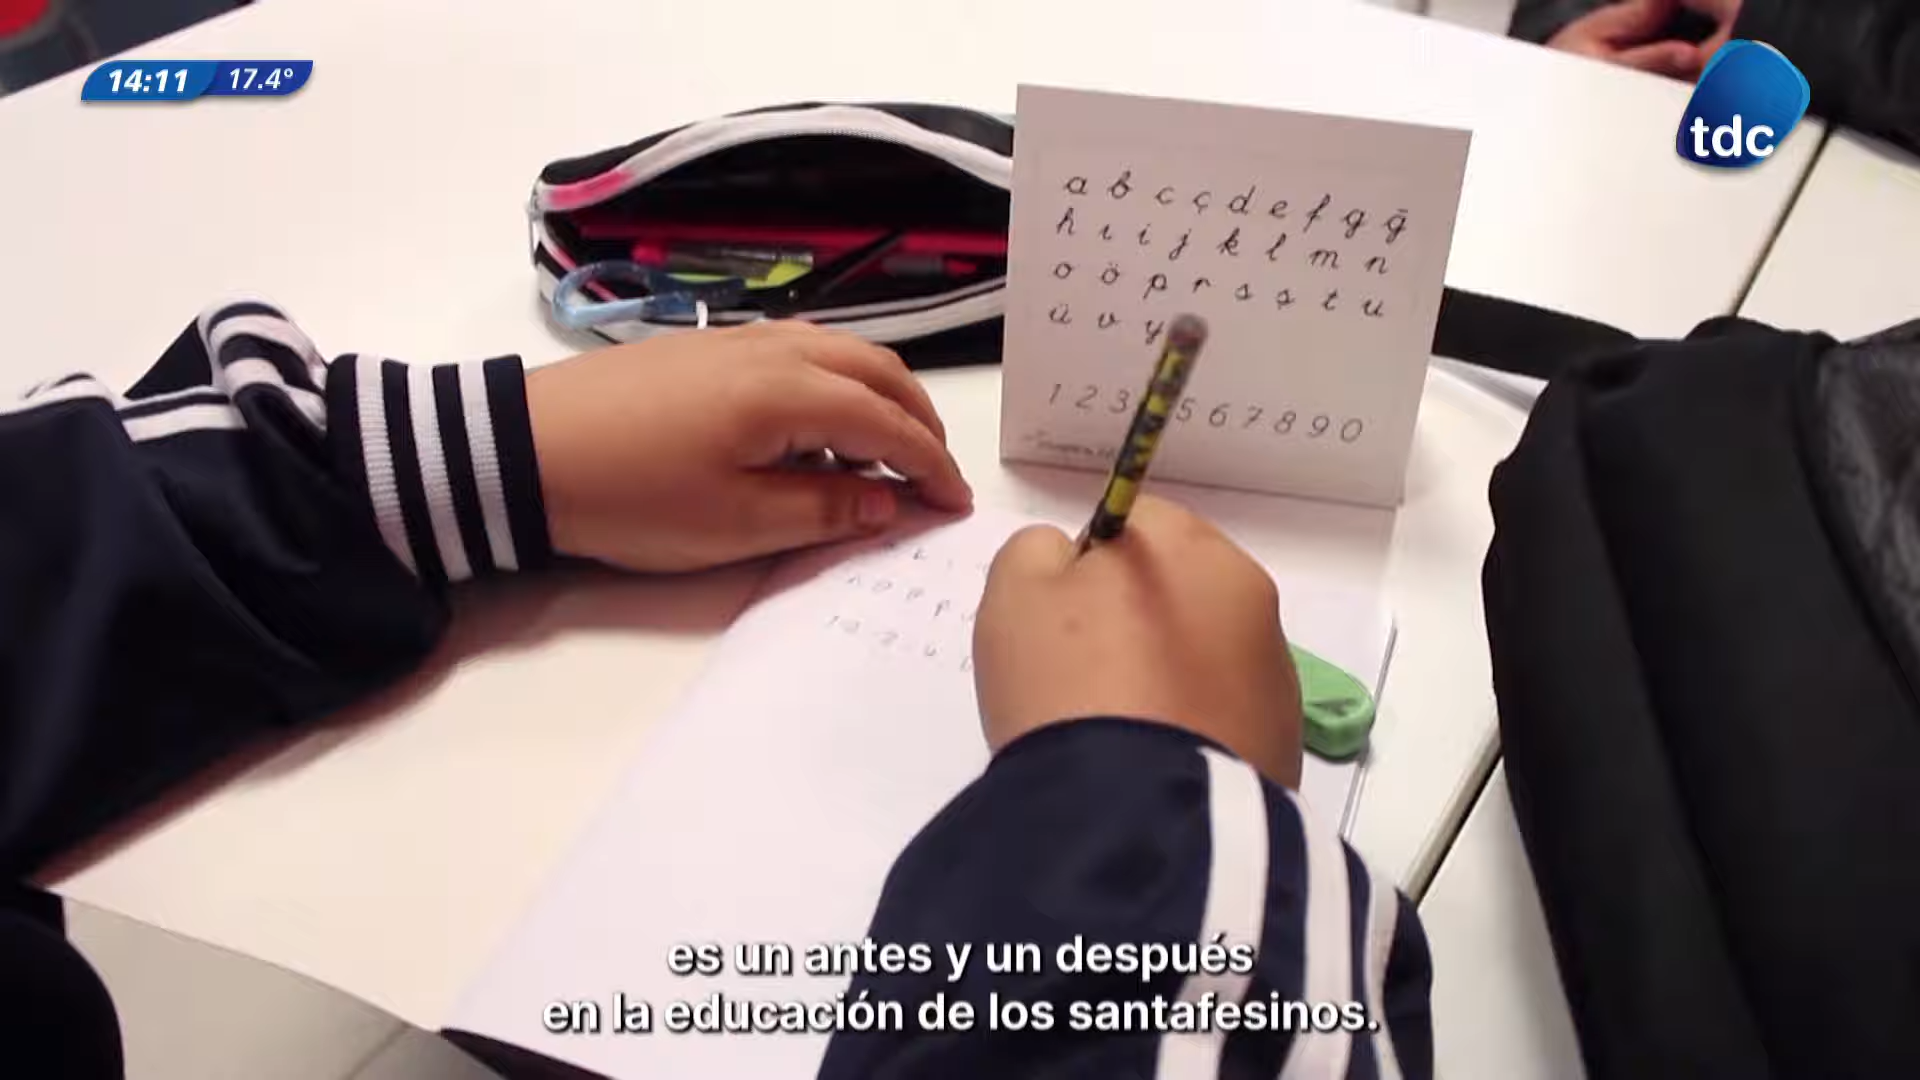 14:11 17.4°
tdc
a b c ç d e f g ğ
h ı i j k l m n
o ö p r s ş t u
ü v y
1 2 3 5 6 7 8 9 0
es un antes y un después
en la educación de los santafesinos.